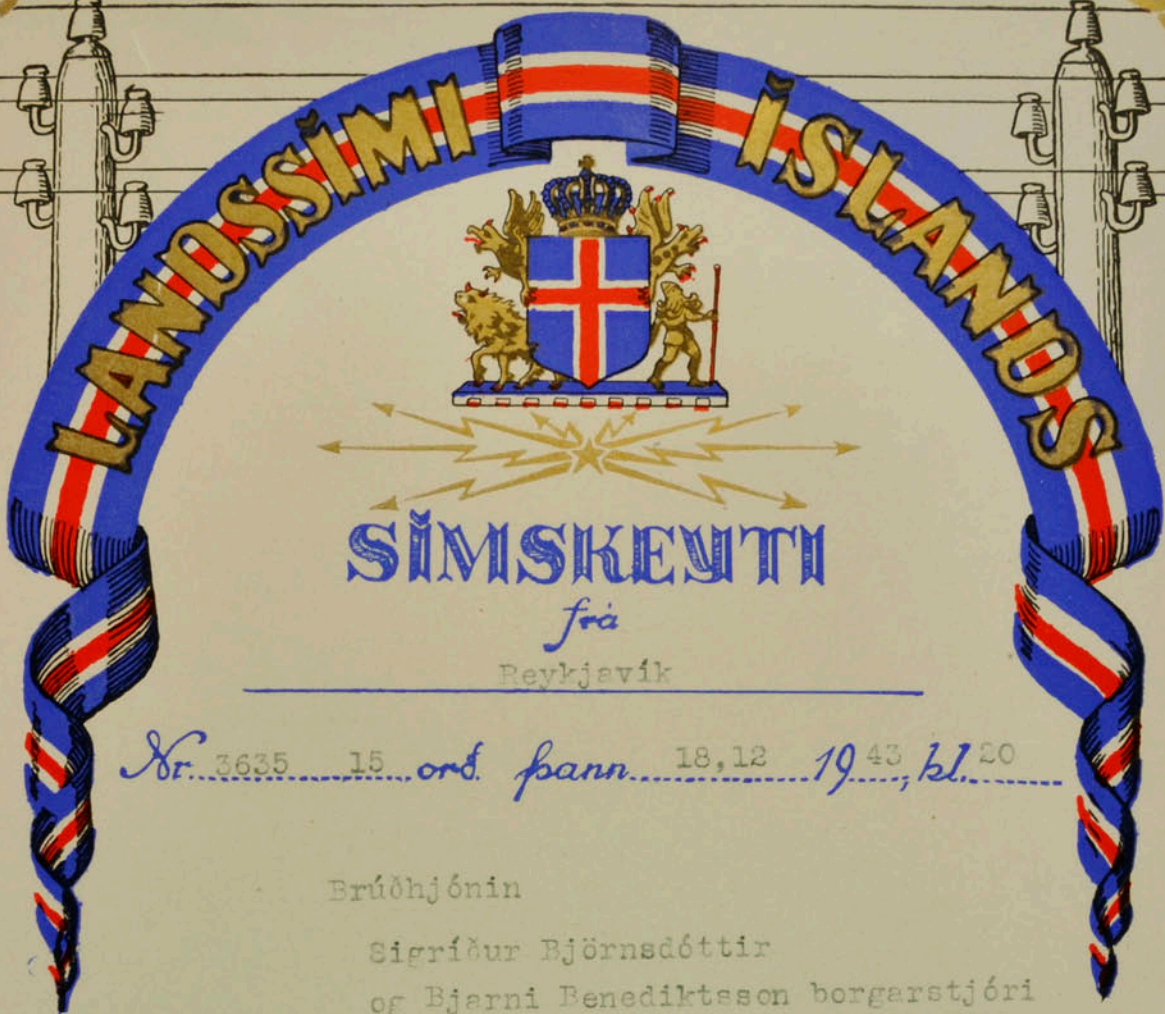 LANDSSÍMI ÍSLANDS
SÍMSKEYTI
frá
Reykjavík
Nr. 3635 15 orð þann 18,12 1943, kl. 20
Brúðhjónin
Sigríður Björnsdóttir
og Bjarni Benediktsson borgarstjóri